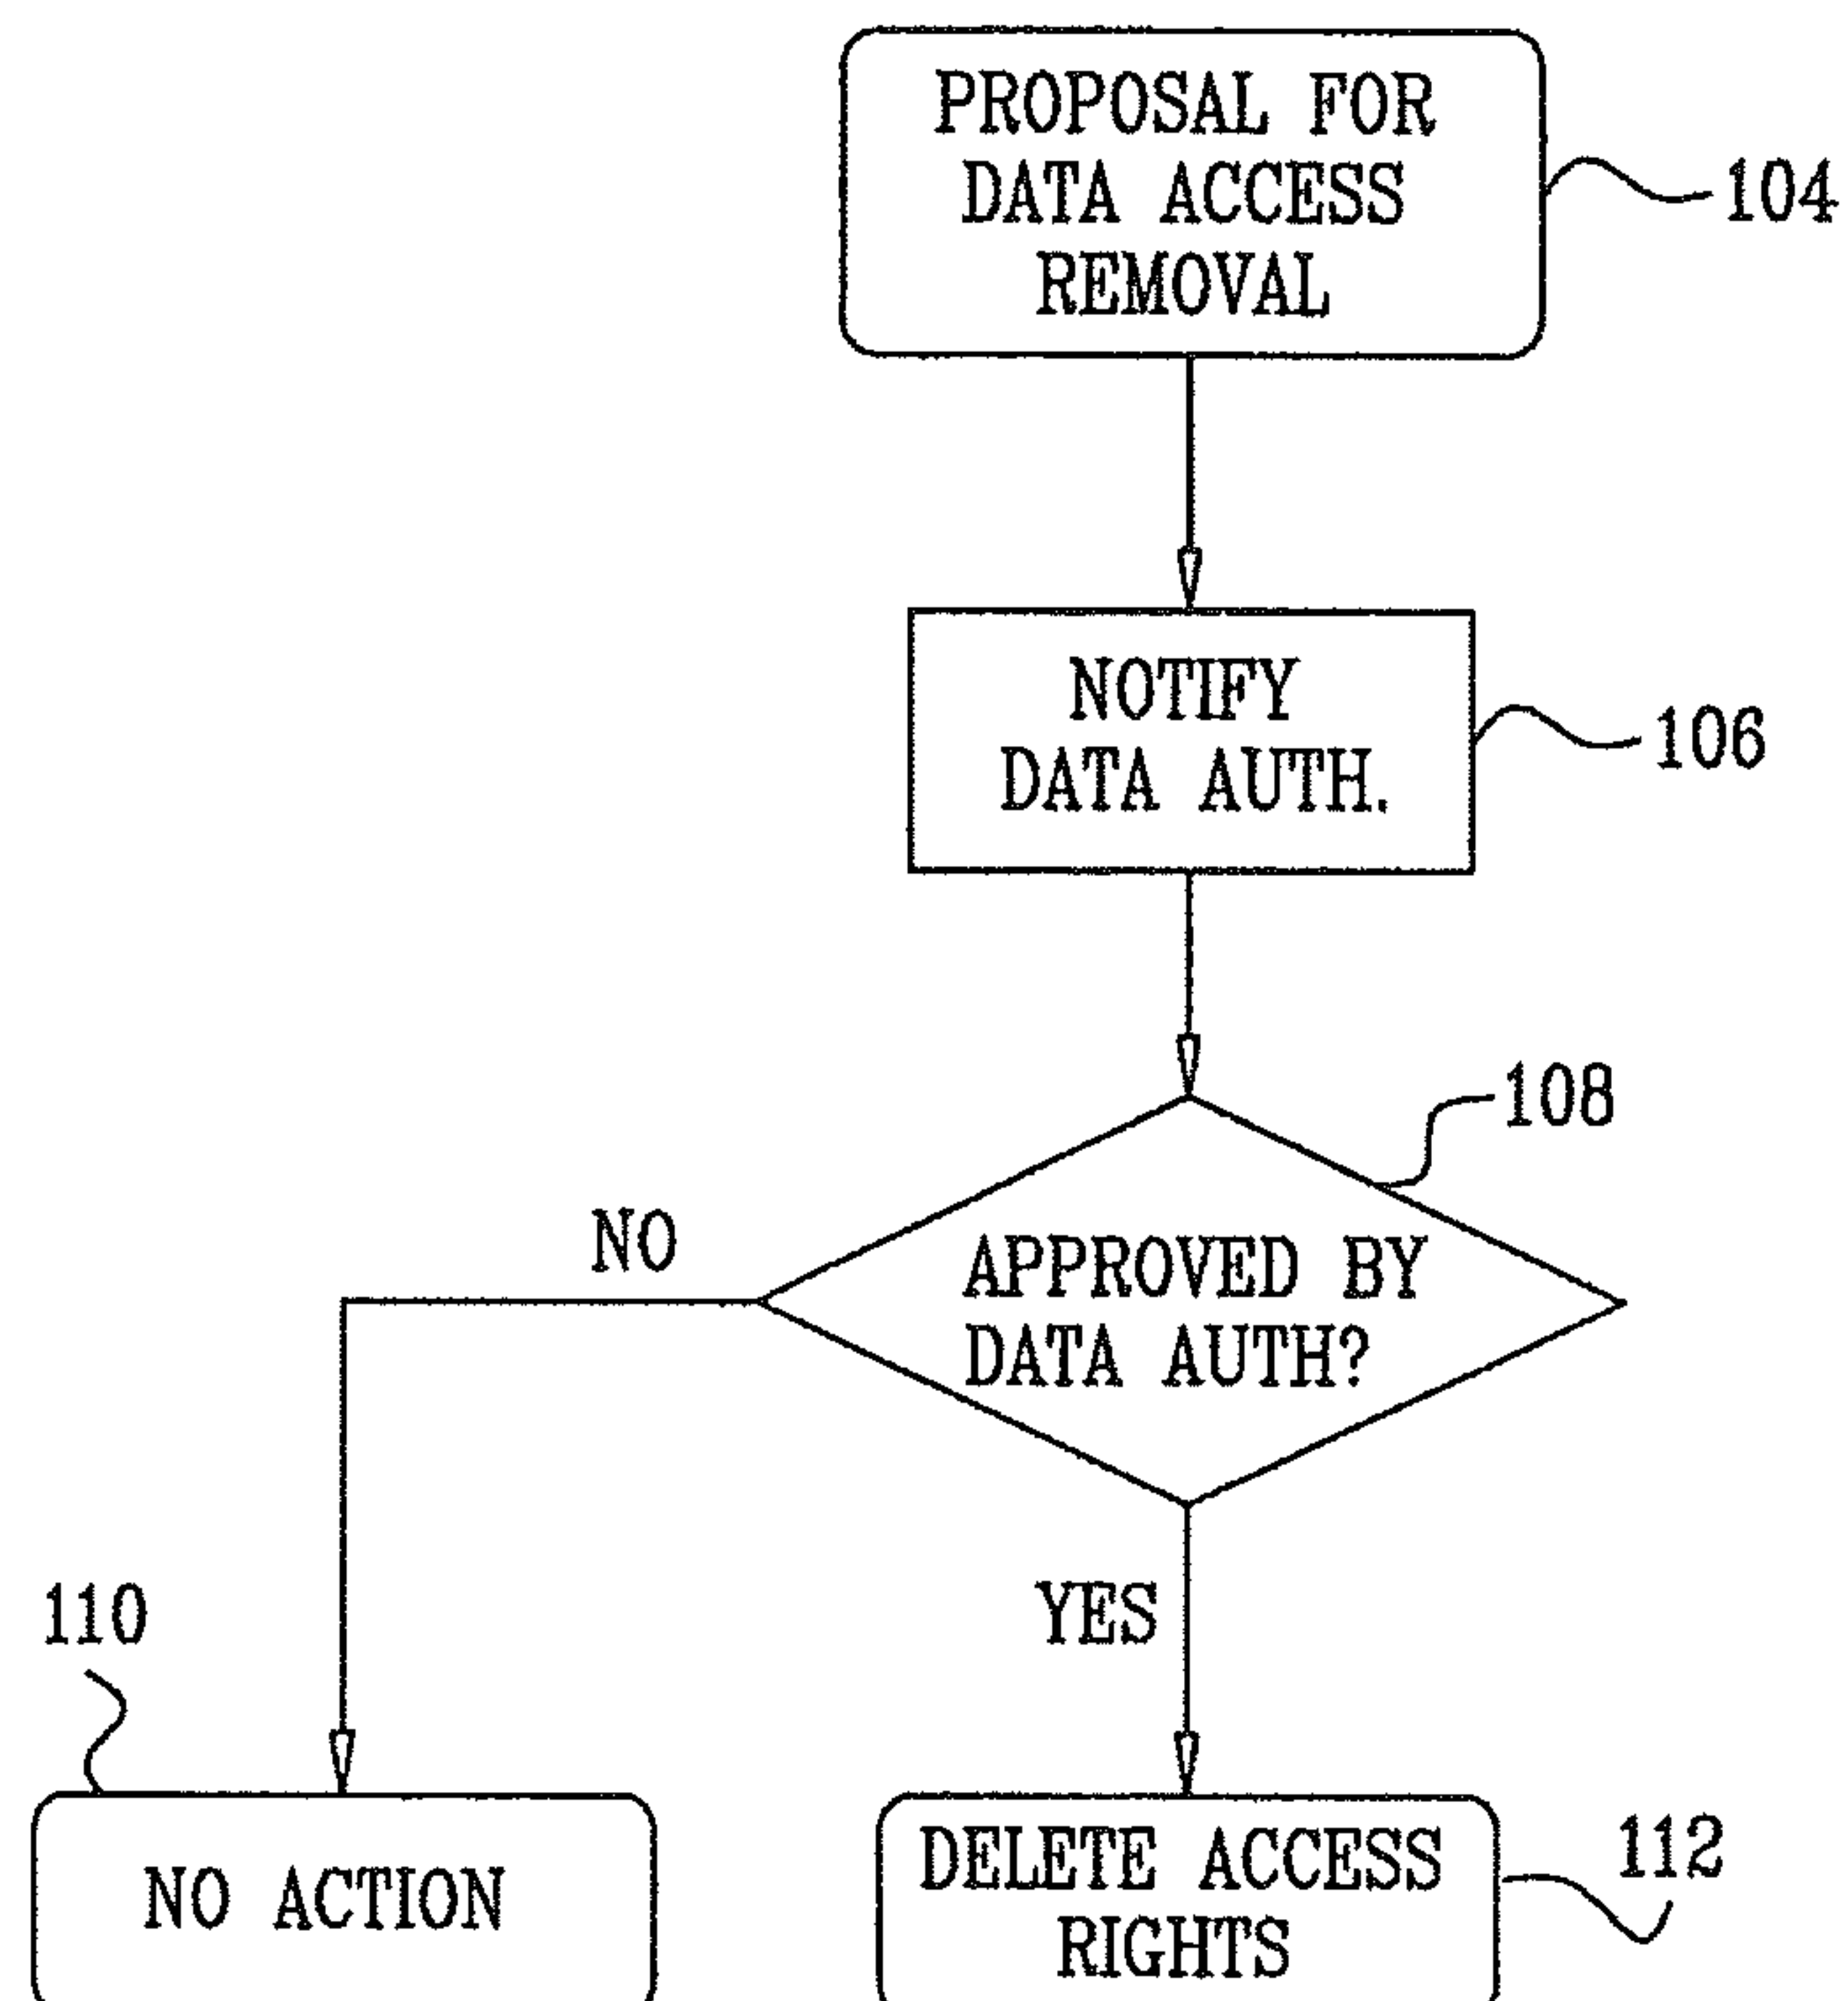 PROPOSAL FOR
DATA ACCESS
REMOVAL
104
NOTIFY
DATA AUTH.
106
108
NO
APPROVED BY
DATA AUTH?
YES
110
NO ACTION
DELETE ACCESS
RIGHTS
112